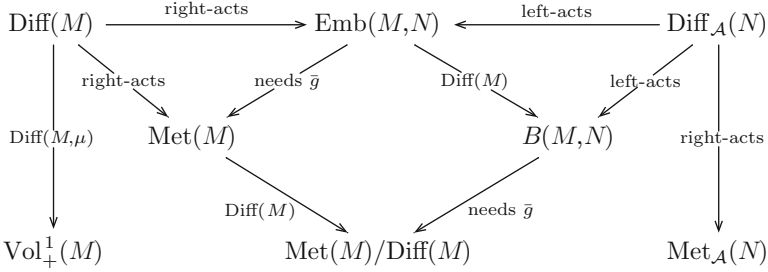 Diff(M) right-acts Emb(M,N) left-acts Diff_𝒜(N)
right-acts needs ḡ Diff(M) left-acts
Diff(M,μ) Met(M) B(M,N) right-acts
Diff(M) needs ḡ
Vol¹₊(M) Met(M)/Diff(M) Met_𝒜(N)